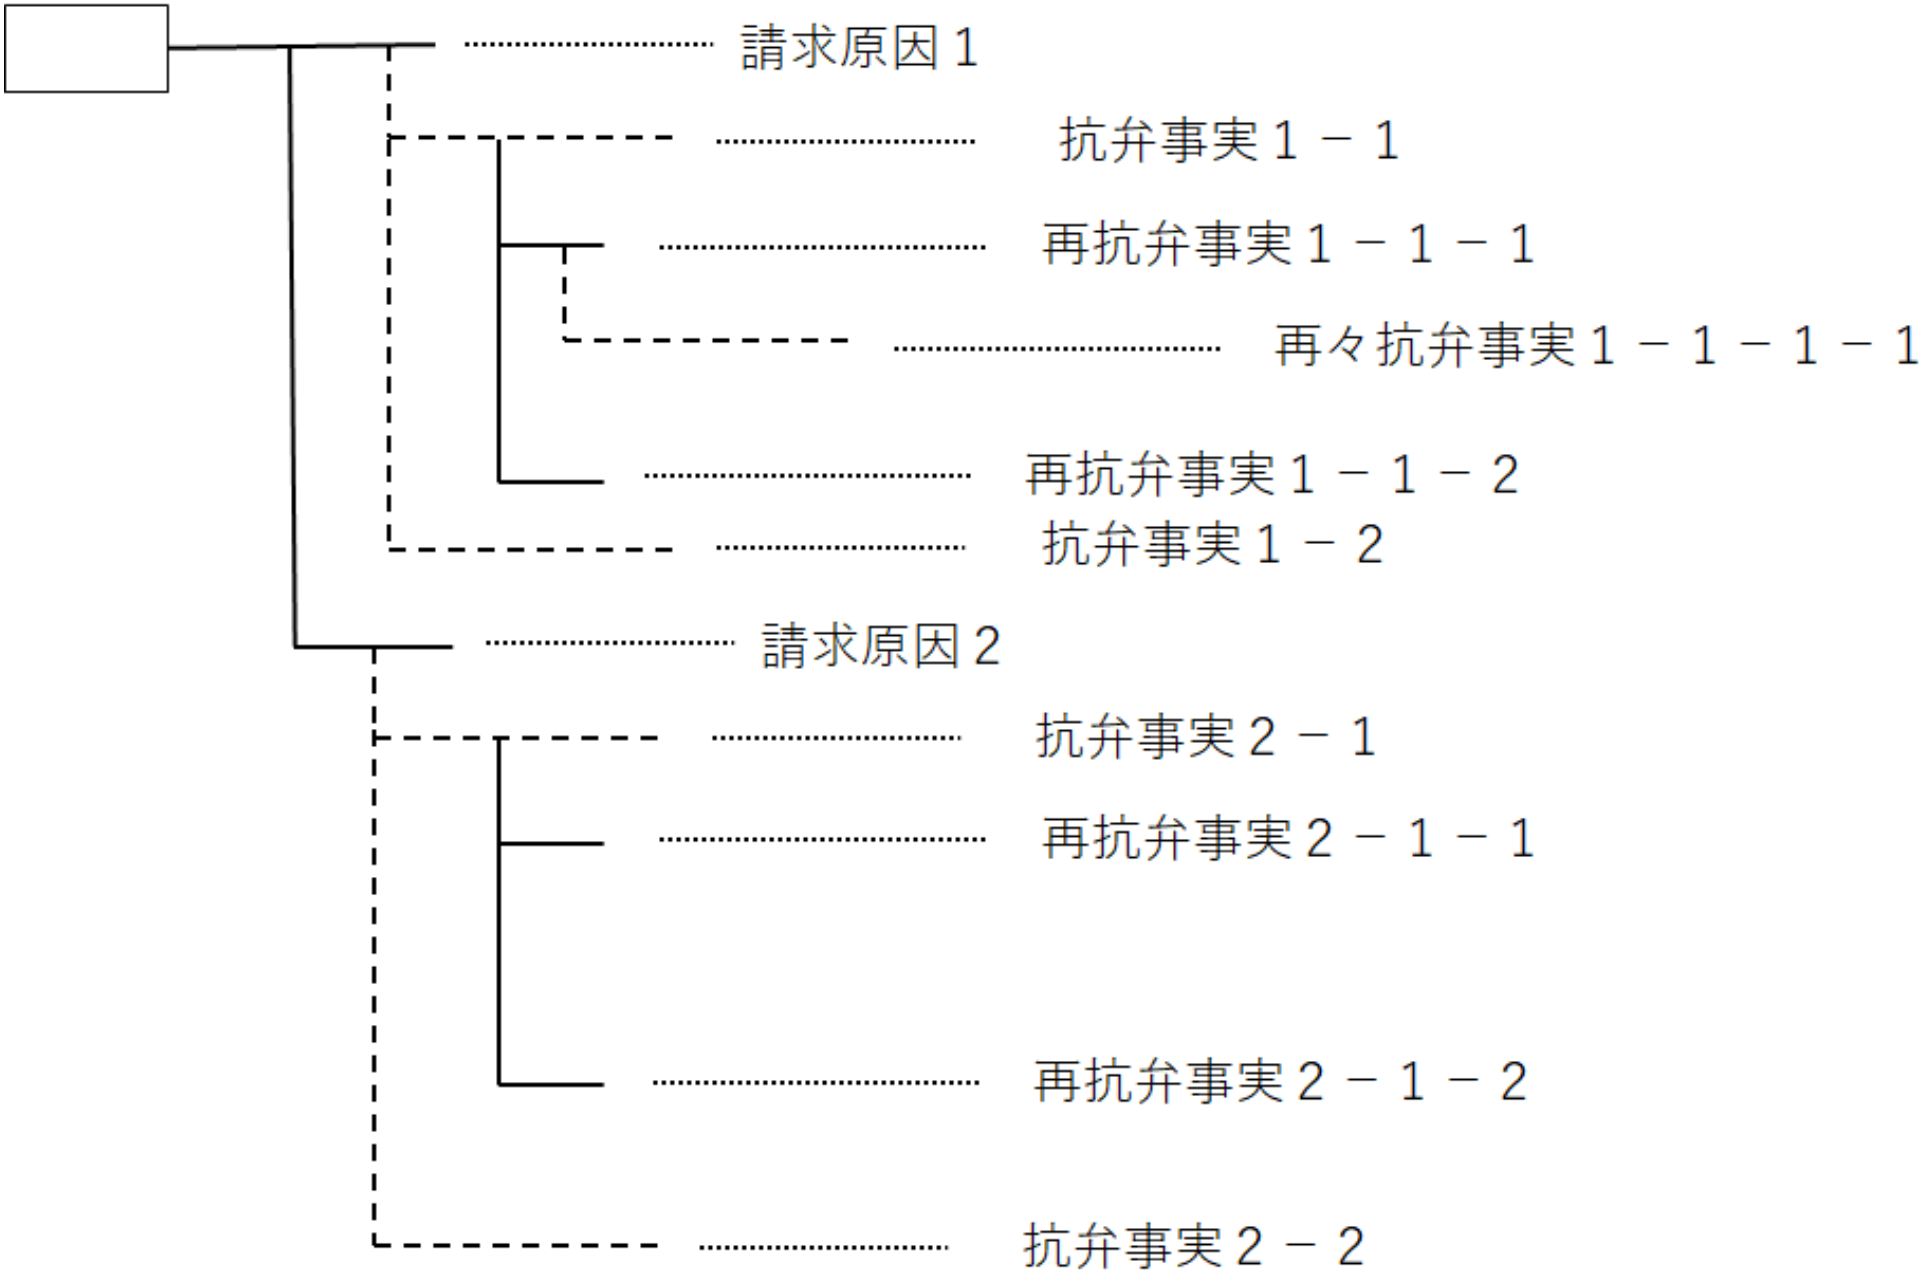 請求原因１
抗弁事実１－１
再抗弁事実１－１－１
再々抗弁事実１－１－１－１
再抗弁事実１－１－２
抗弁事実１－２
請求原因２
抗弁事実２－１
再抗弁事実２－１－１
再抗弁事実２－１－２
抗弁事実２－２